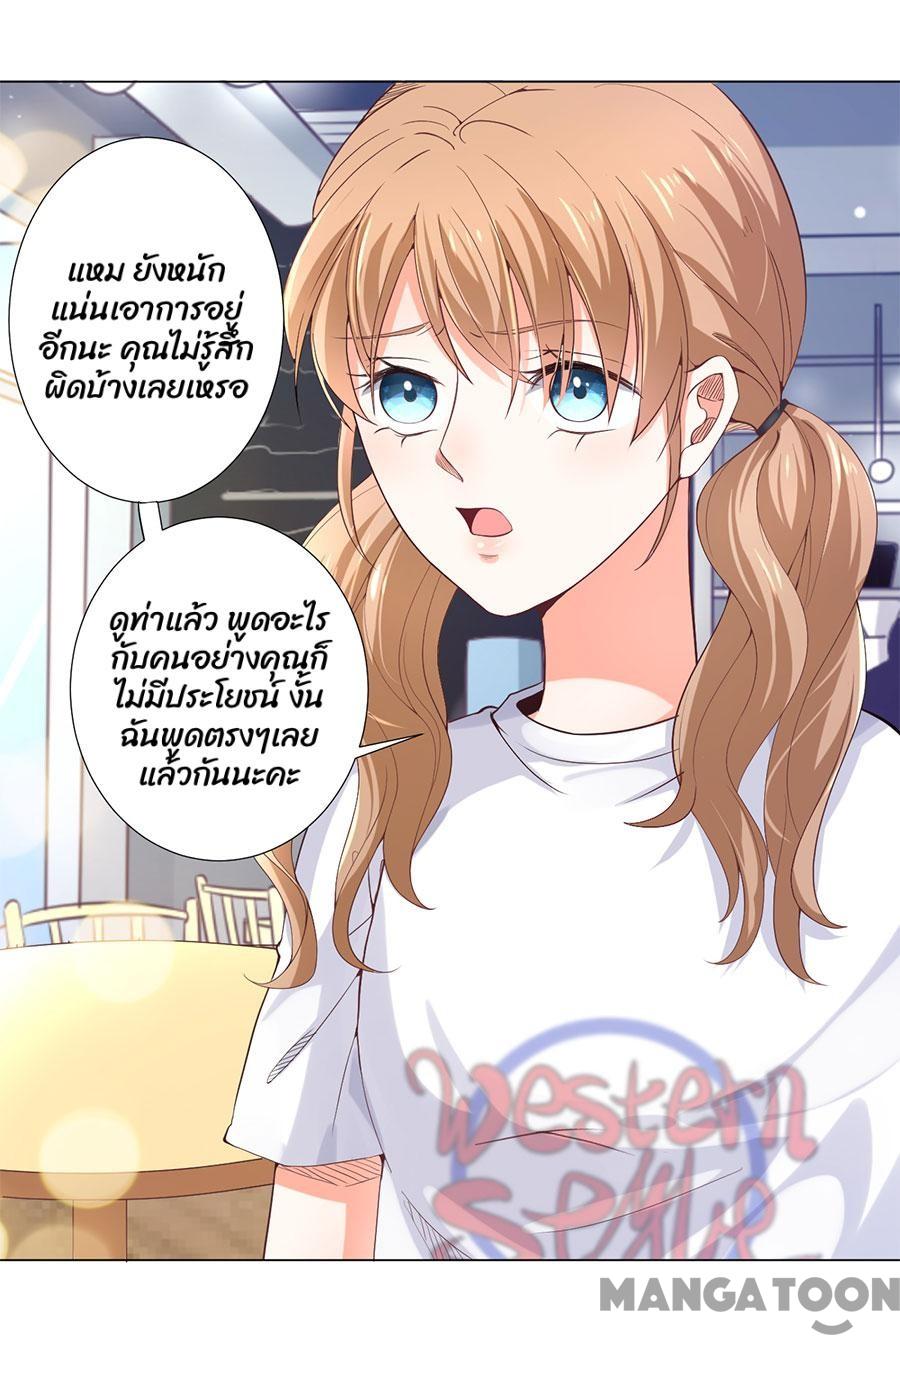 แหม ยังหนัก
แน่นเอาการอยู่
อีกนะ คุณไม่รู้สึก
ผิดบ้างเลยเหรอ
ดูท่าแล้ว พูดอะไร
กับคนอย่างคุณก็
ไม่มีประโยชน์ งั้น
ฉันพูดตรงๆเลย
แล้วกันนะคะ
Western
Style
MANGATOON